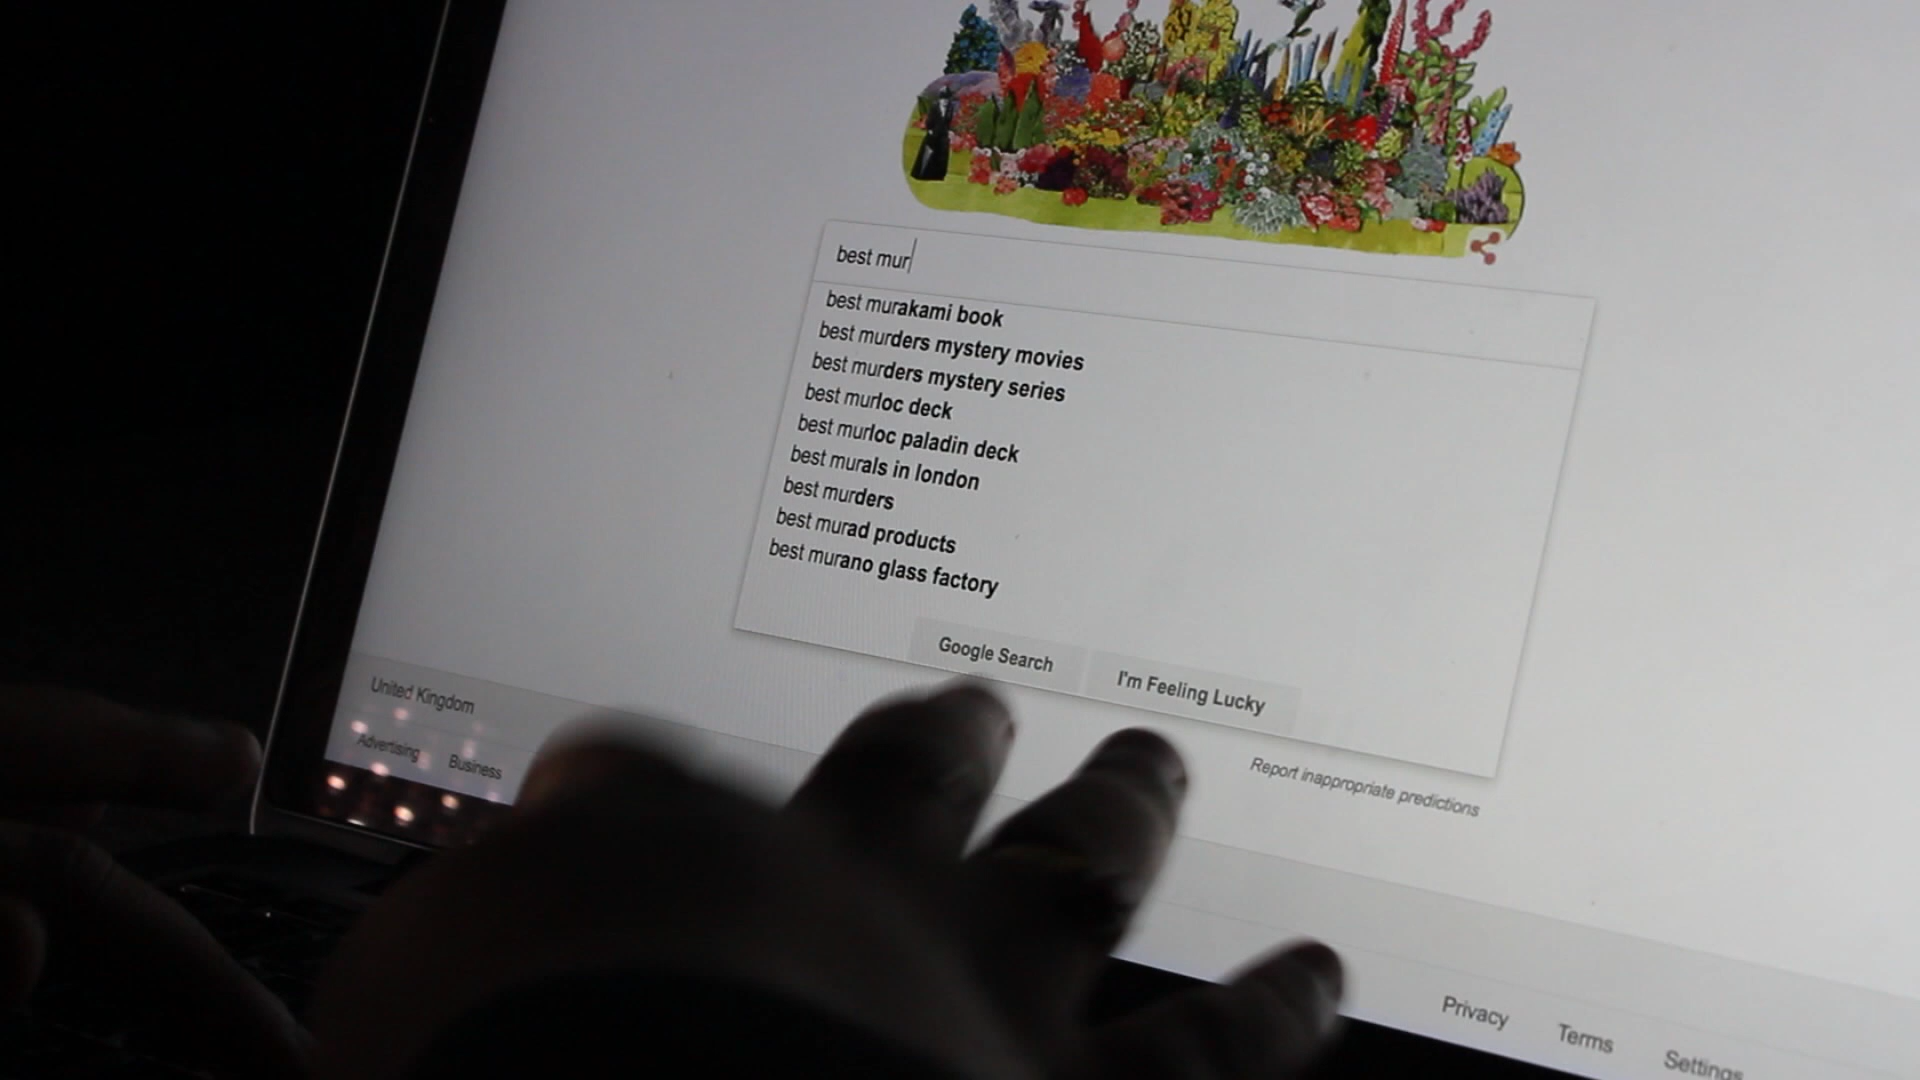 best mur
best murakami book
best murders mystery movies
best murders mystery series
best murloc deck
best murloc paladin deck
best murals in london
best murders
best murad products
best murano glass factory
Google Search I'm Feeling Lucky
Report inappropriate predictions
United Kingdom
Advertising Business
Privacy Terms Settings